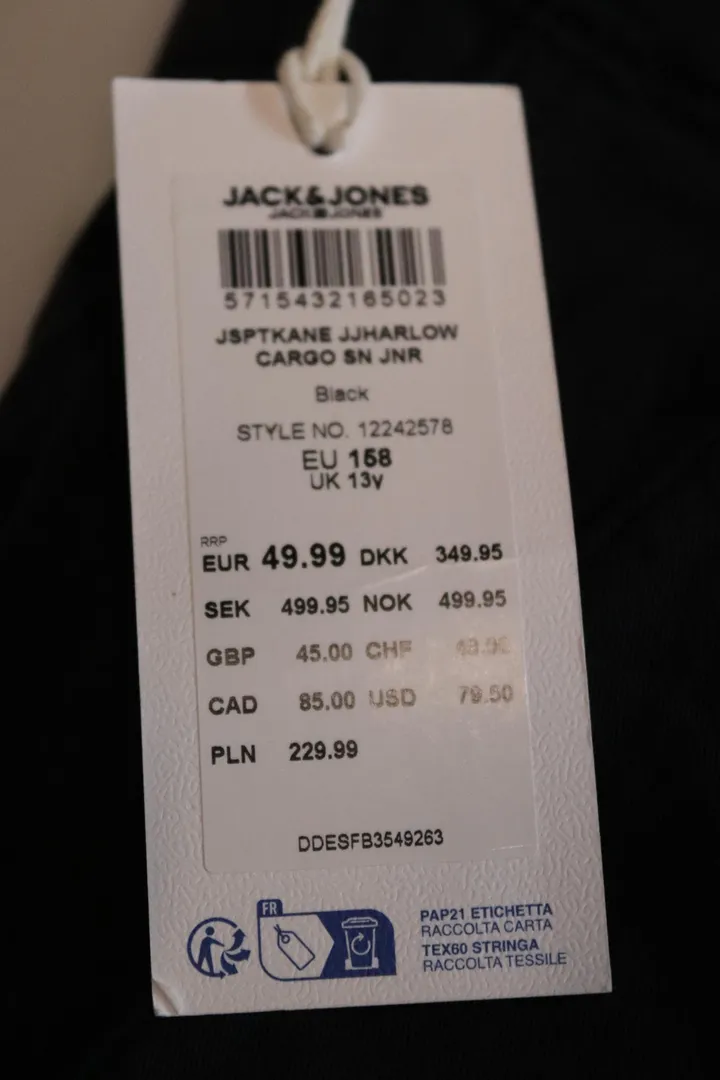 JACK&JONES
JACK&JONES
5715432165023
JSPTKANE JJHARLOW
CARGO SN JNR
Black
STYLE NO. 12242578
EU 158
UK 13y
RRP
EUR 49.99 DKK 349.95
SEK 499.95 NOK 499.95
GBP 45.00 CHF
CAD 85.00 USD 79.50
PLN 229.99
DDESFB3549263
FR
PAP21 ETICHETTA
RACCOLTA CARTA
TEX60 STRINGA
RACCOLTA TESSILE